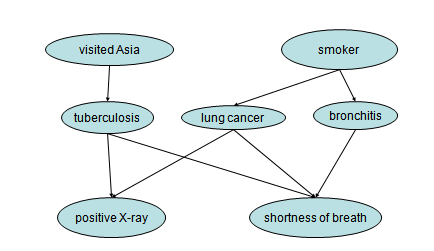 visited Asia
smoker
tuberculosis
lung cancer
bronchitis
positive X-ray
shortness of breath